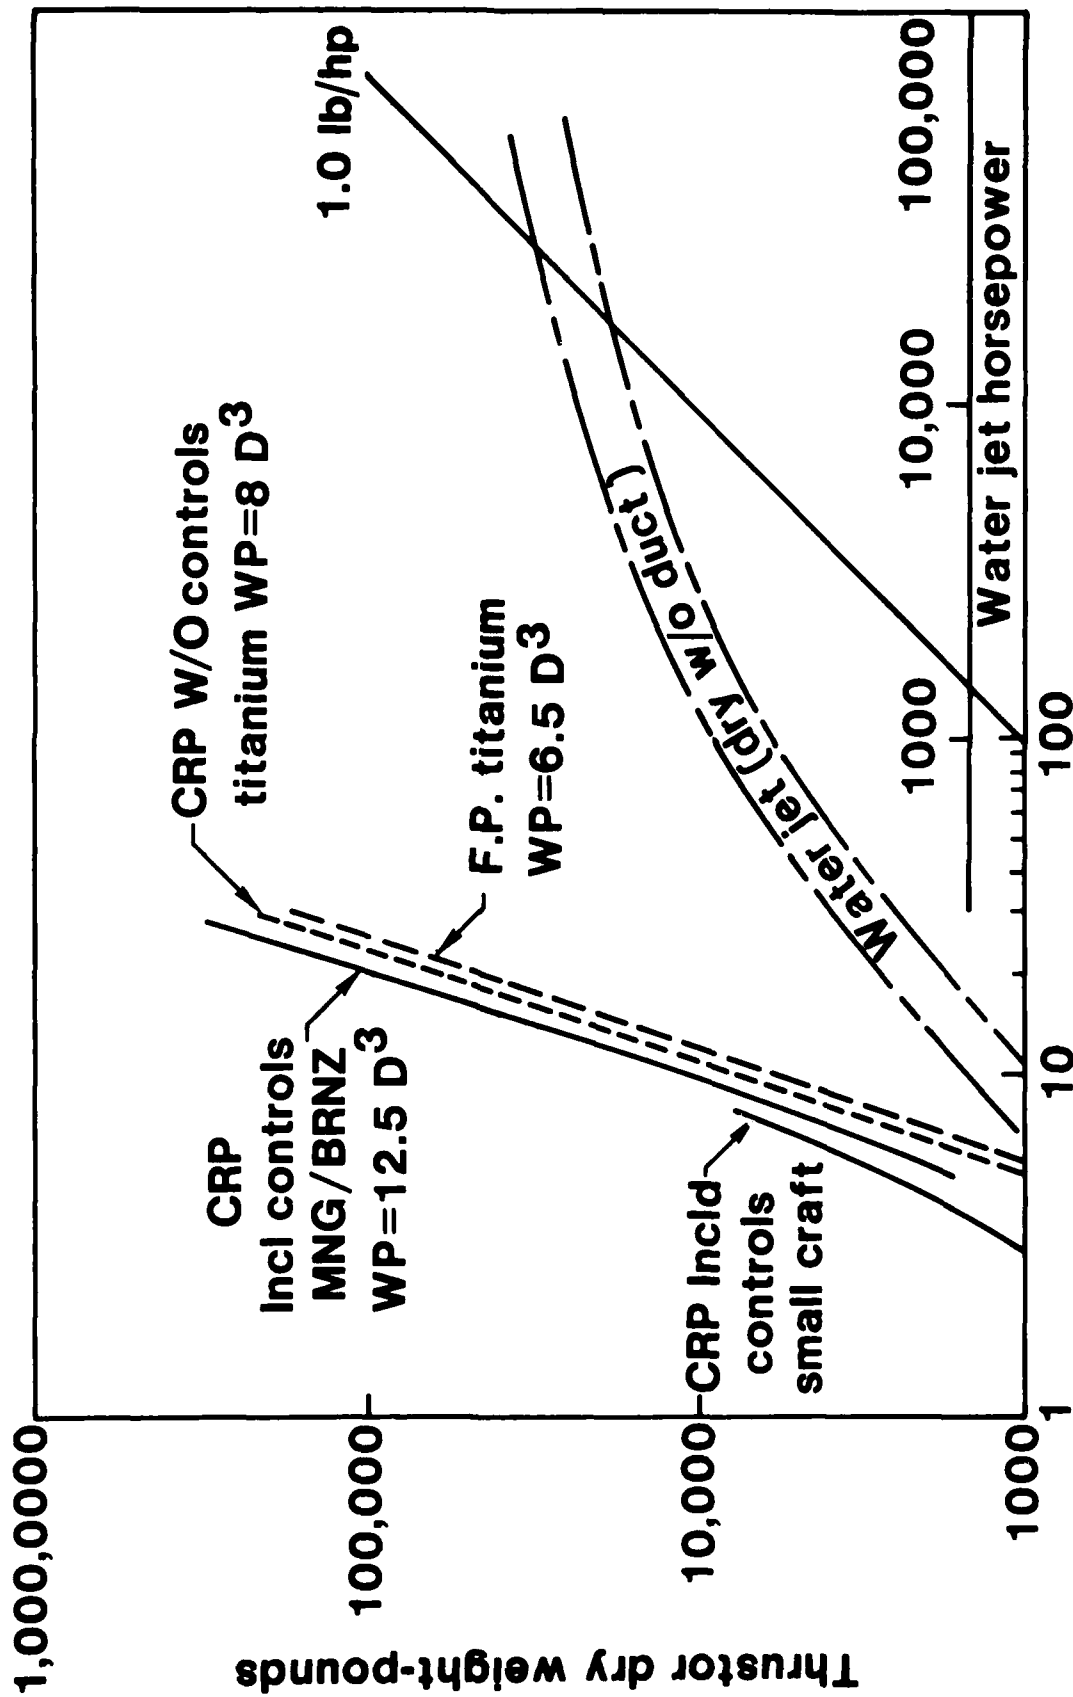 1,000,0000
100,000
10,000
1000
Thrustor dry weight-pounds
CRP
Incl controls
MNG/BRNZ
WP=12.5 D³
CRP W/O controls
titanium WP=8 D³
F.P. titanium
WP=6.5 D³
CRP Incld
controls
small craft
1.0 lb/hp
Water jet (dry w/o duct)
1000
10,000
100,000
Water jet horsepower
1
10
100